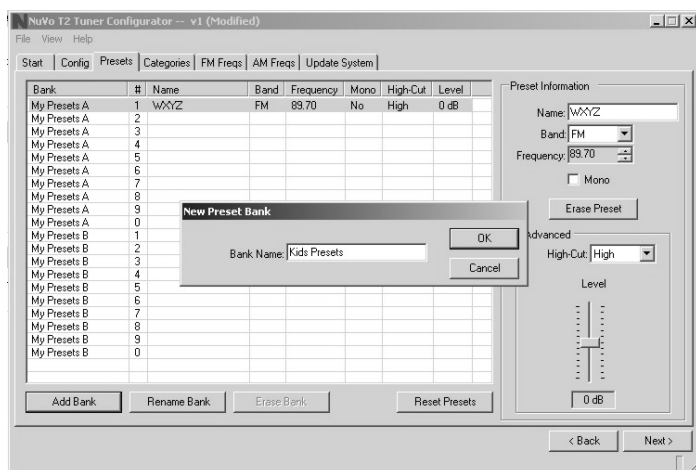 NuVo T2 Tuner Configurator -- v1 (Modified)
File View Help
Start Config Presets Categories FM Freqs AM Freqs Update System
Bank # Name Band Frequency Mono High-Cut Level
My Presets A 1 WXYZ FM 89.70 No High 0 dB
My Presets A 2
My Presets A 3
My Presets A 4
My Presets A 5
My Presets A 6
My Presets A 7
My Presets A 8
My Presets A 9
My Presets A 0
My Presets B 1
My Presets B 2
My Presets B 3
My Presets B 4
My Presets B 5
My Presets B 6
My Presets B 7
My Presets B 8
My Presets B 9
My Presets B 0
New Preset Bank
Bank Name: Kids Presets
OK
Cancel
Preset Information
Name: WXYZ
Band: FM
Frequency: 89.70
Mono
Erase Preset
Advanced
High-Cut: High
Level
0 dB
Add Bank Rename Bank Erase Bank Reset Presets
< Back Next >